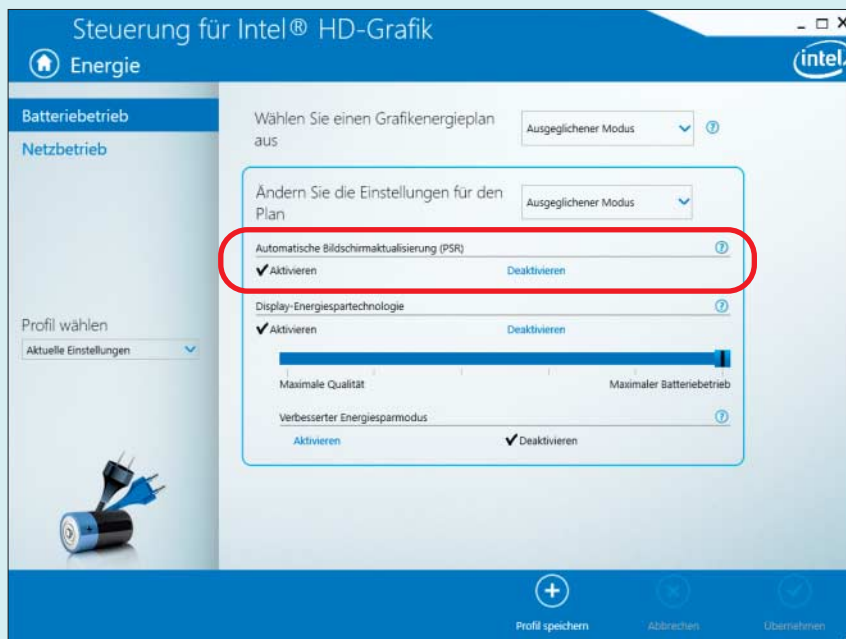 Steuerung für Intel® HD-Grafik
Energie
intel
Batteriebetrieb
Netzbetrieb
Profil wählen
Aktuelle Einstellungen
Wählen Sie einen Grafikenergieplan
aus
Ausgeglichener Modus
Ändern Sie die Einstellungen für den
Plan
Ausgeglichener Modus
Automatische Bildschirmaktualisierung (PSR)
Aktivieren
Deaktivieren
Display-Energiespartechnologie
Aktivieren
Deaktivieren
Maximale Qualität
Maximaler Batteriebetrieb
Verbesserter Energiesparmodus
Aktivieren
Deaktivieren
Profil speichern
Abbrechen
Übernehmen